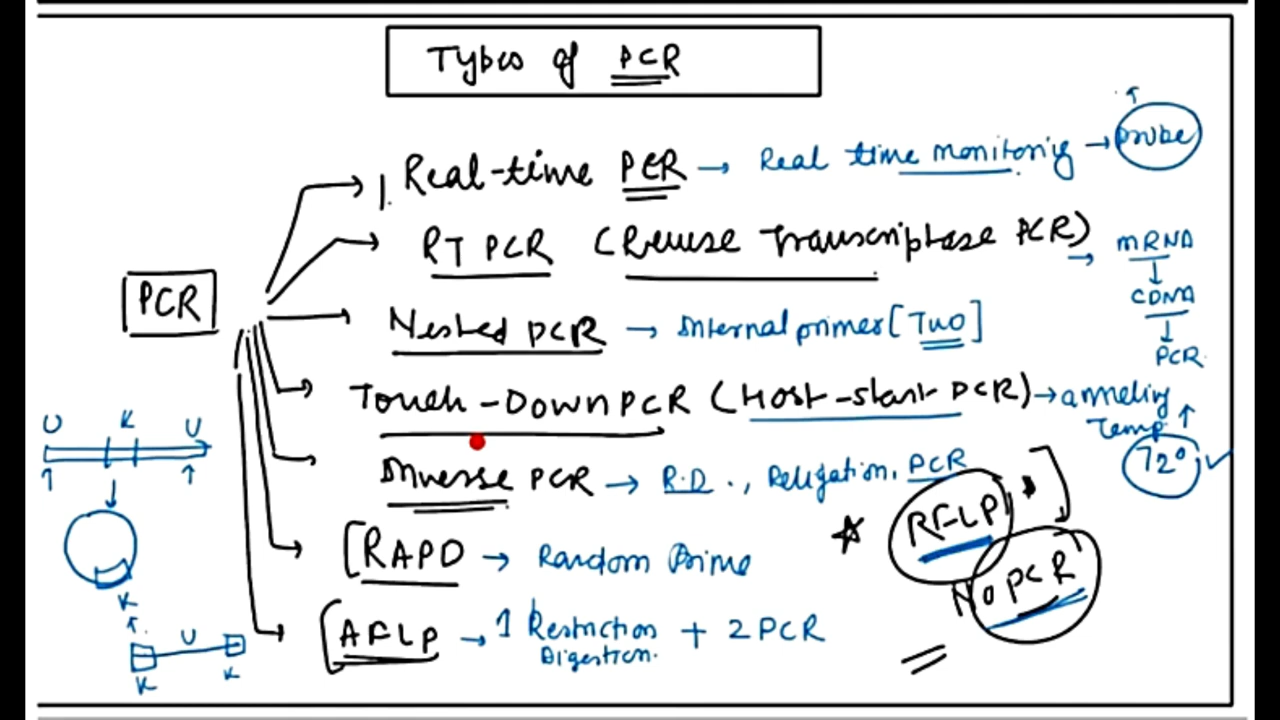 Types of PCR
1. Real-time PCR → Real time monitoring → probe
RT PCR (Reverse Transcriptase PCR) → mRNA
↓
CDNA
↓
PCR
PCR
Nested PCR → Internal primer [Two]
Touch-Down PCR (Host-start PCR) → anneling Temp ↑
72°
Inverse PCR → R.D., Religation, PCR
U K U
K
[RAPD → Random Prime
RFLP
No PCR
[AFLP → 1 Restriction Digestion. + 2 PCR
U
K K